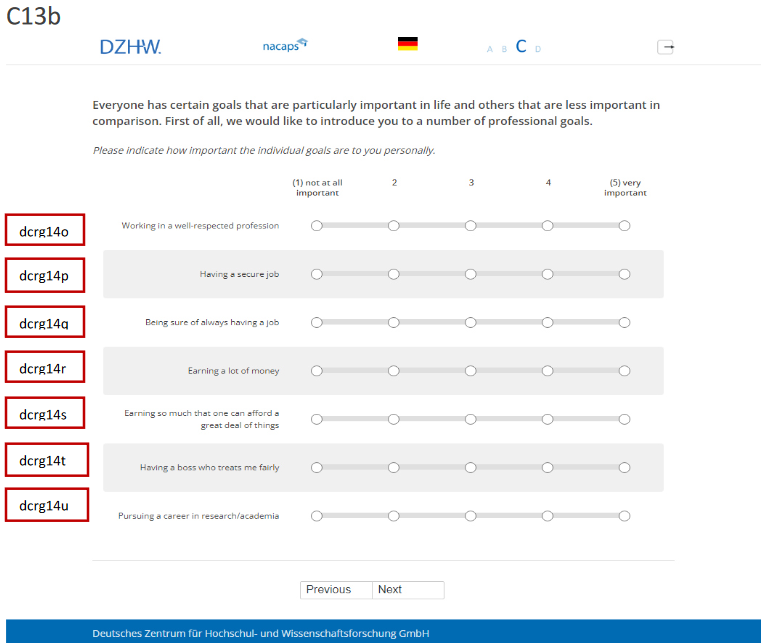 C13b
DZHW.
nacaps
A B C D
Everyone has certain goals that are particularly important in life and others that are less important in
comparison. First of all, we would like to introduce you to a number of professional goals.
Please indicate how important the individual goals are to you personally.
(1) not at all important 2 3 4 (5) very important
dcrg14o Working in a well-respected profession
dcrg14p Having a secure job
dcrg14q Being sure of always having a job
dcrg14r Earning a lot of money
dcrg14s Earning so much that one can afford a
great deal of things
dcrg14t Having a boss who treats me fairly
dcrg14u Pursuing a career in research/academia
Previous Next
Deutsches Zentrum für Hochschul- und Wissenschaftsforschung GmbH